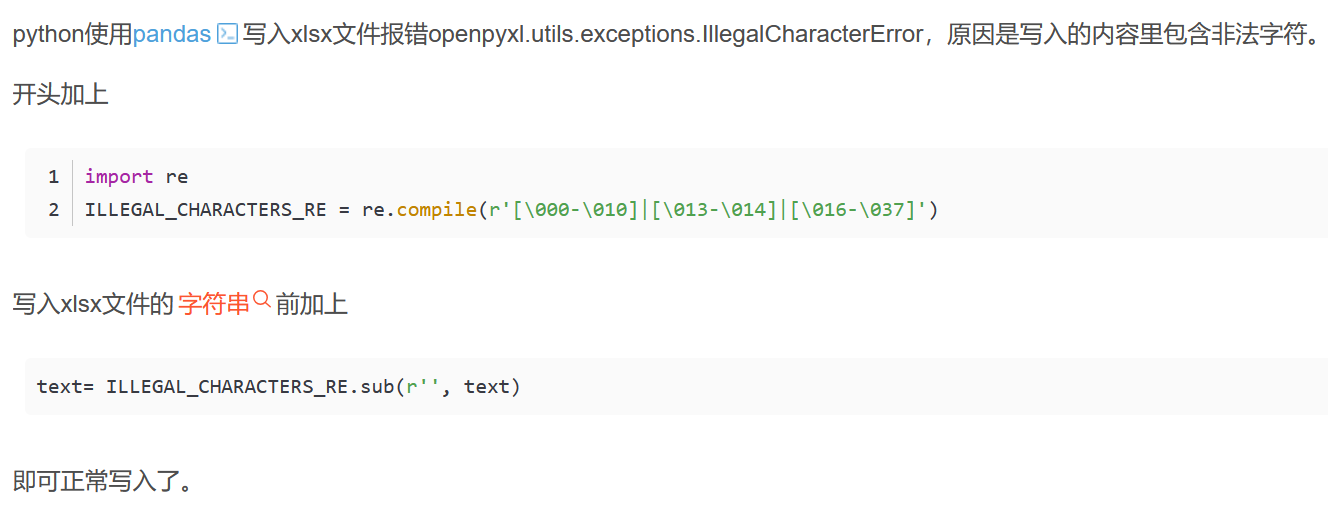 python使用pandas写入xlsx文件报错openpyxl.utils.exceptions.IllegalCharacterError，原因是写入的内容里包含非法字符。
开头加上
1 import re
2 ILLEGAL_CHARACTERS_RE = re.compile(r'[\000-\010]|[\013-\014]|[\016-\037]')
写入xlsx文件的字符串前加上
text= ILLEGAL_CHARACTERS_RE.sub(r'', text)
即可正常写入了。